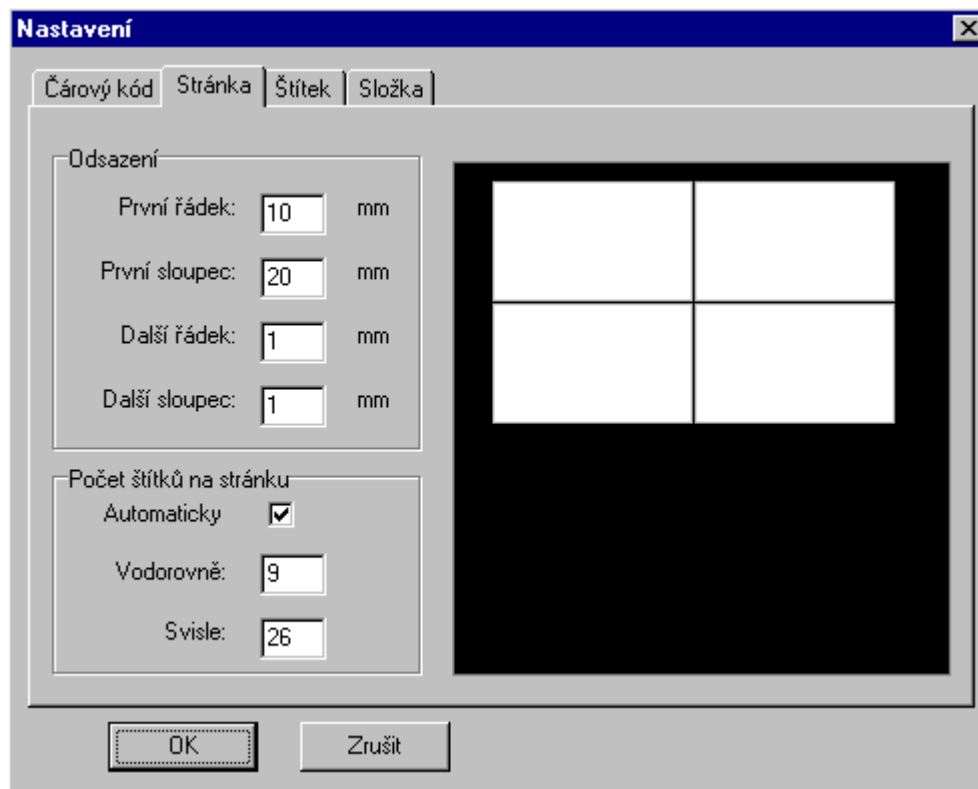 Nastavení
Čárový kód Stránka Štítek Složka
Odsazení
První řádek: 10 mm
První sloupec: 20 mm
Další řádek: 1 mm
Další sloupec: 1 mm
Počet štítků na stránku
Automaticky
Vodorovně: 9
Svisle: 26
OK Zrušit